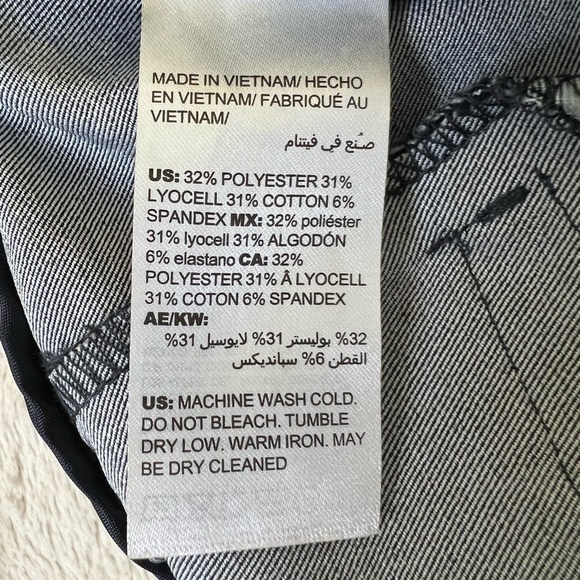 MADE IN VIETNAM/ HECHO
EN VIETNAM/ FABRIQUÉ AU
VIETNAM/
صُنع في فيتنام
US: 32% POLYESTER 31%
LYOCELL 31% COTTON 6%
SPANDEX MX: 32% poliéster
31% lyocell 31% ALGODÓN
6% elastano CA: 32%
POLYESTER 31% Â LYOCELL
31% COTON 6% SPANDEX
AE/KW:
32% بوليستر 31% لايوسيل 31%
القطن 6% سبانديكس
US: MACHINE WASH COLD.
DO NOT BLEACH. TUMBLE
DRY LOW. WARM IRON. MAY
BE DRY CLEANED